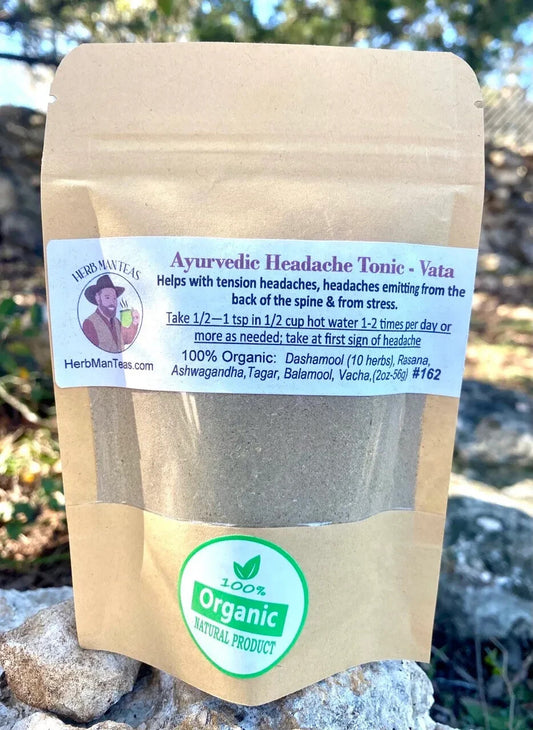 HERB MAN TEAS
HerbManTeas.com
Ayurvedic Headache Tonic - Vata
Helps with tension headaches, headaches emitting from the
back of the spine & from stress.
Take 1/2—1 tsp in 1/2 cup hot water 1-2 times per day or
more as needed; take at first sign of headache
100% Organic: Dashamool (10 herbs), Rasana,
Ashwagandha,Tagar, Balamool, Vacha,(2oz-56g) #162
100%
Organic
NATURAL PRODUCT